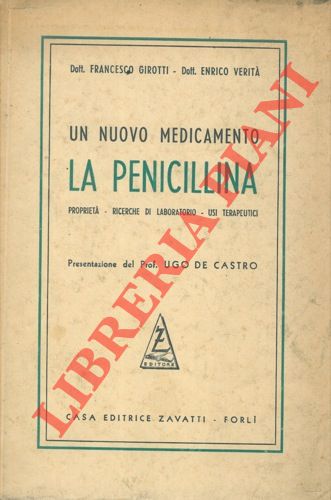 Dott. FRANCESCO GIROTTI - Dott. ENRICO VERITÀ
UN NUOVO MEDICAMENTO
LA PENICILLINA
PROPRIETÀ - RICERCHE DI LABORATORIO - USI TERAPEUTICI
Presentazione del Prof. UGO DE CASTRO
Z
EDITORE
CASA EDITRICE ZAVATTI - FORLÌ
LIBRERIA PIANI